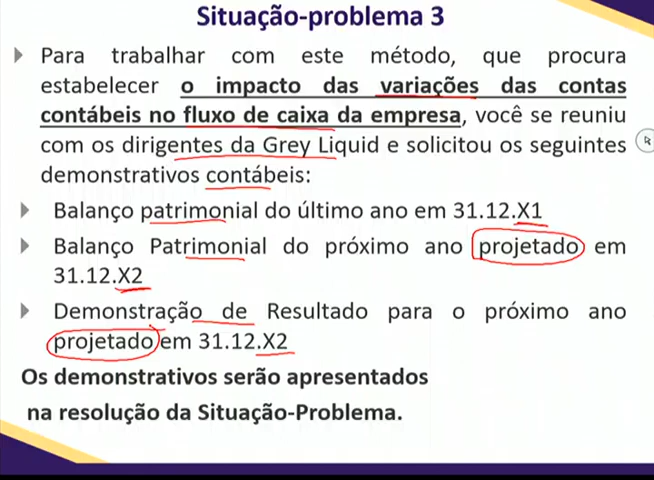 Situação-problema 3
Para trabalhar com este método, que procura
estabelecer o impacto das variações das contas
contábeis no fluxo de caixa da empresa, você se reuniu
com os dirigentes da Grey Liquid e solicitou os seguintes
demonstrativos contábeis:
Balanço patrimonial do último ano em 31.12.X1
Balanço Patrimonial do próximo ano projetado em
31.12.X2
Demonstração de Resultado para o próximo ano
projetado em 31.12.X2
Os demonstrativos serão apresentados
na resolução da Situação-Problema.